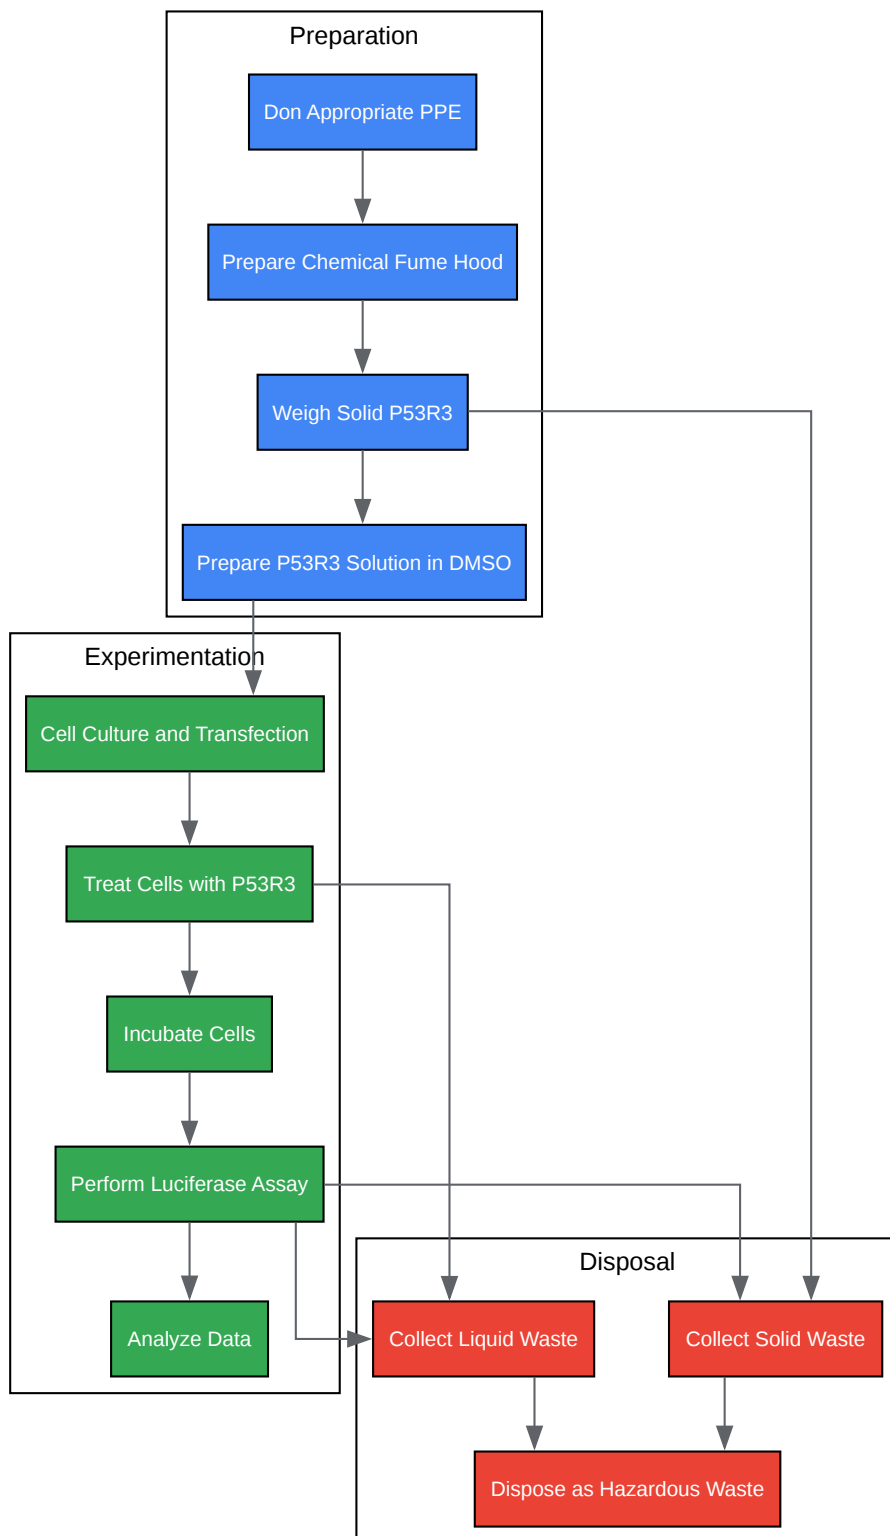 Preparation
Don Appropriate PPE
Prepare Chemical Fume Hood
Weigh Solid P53R3
Prepare P53R3 Solution in DMSO
Experimentation
Cell Culture and Transfection
Treat Cells with P53R3
Incubate Cells
Perform Luciferase Assay
Analyze Data
Disposal
Collect Liquid Waste
Collect Solid Waste
Dispose as Hazardous Waste